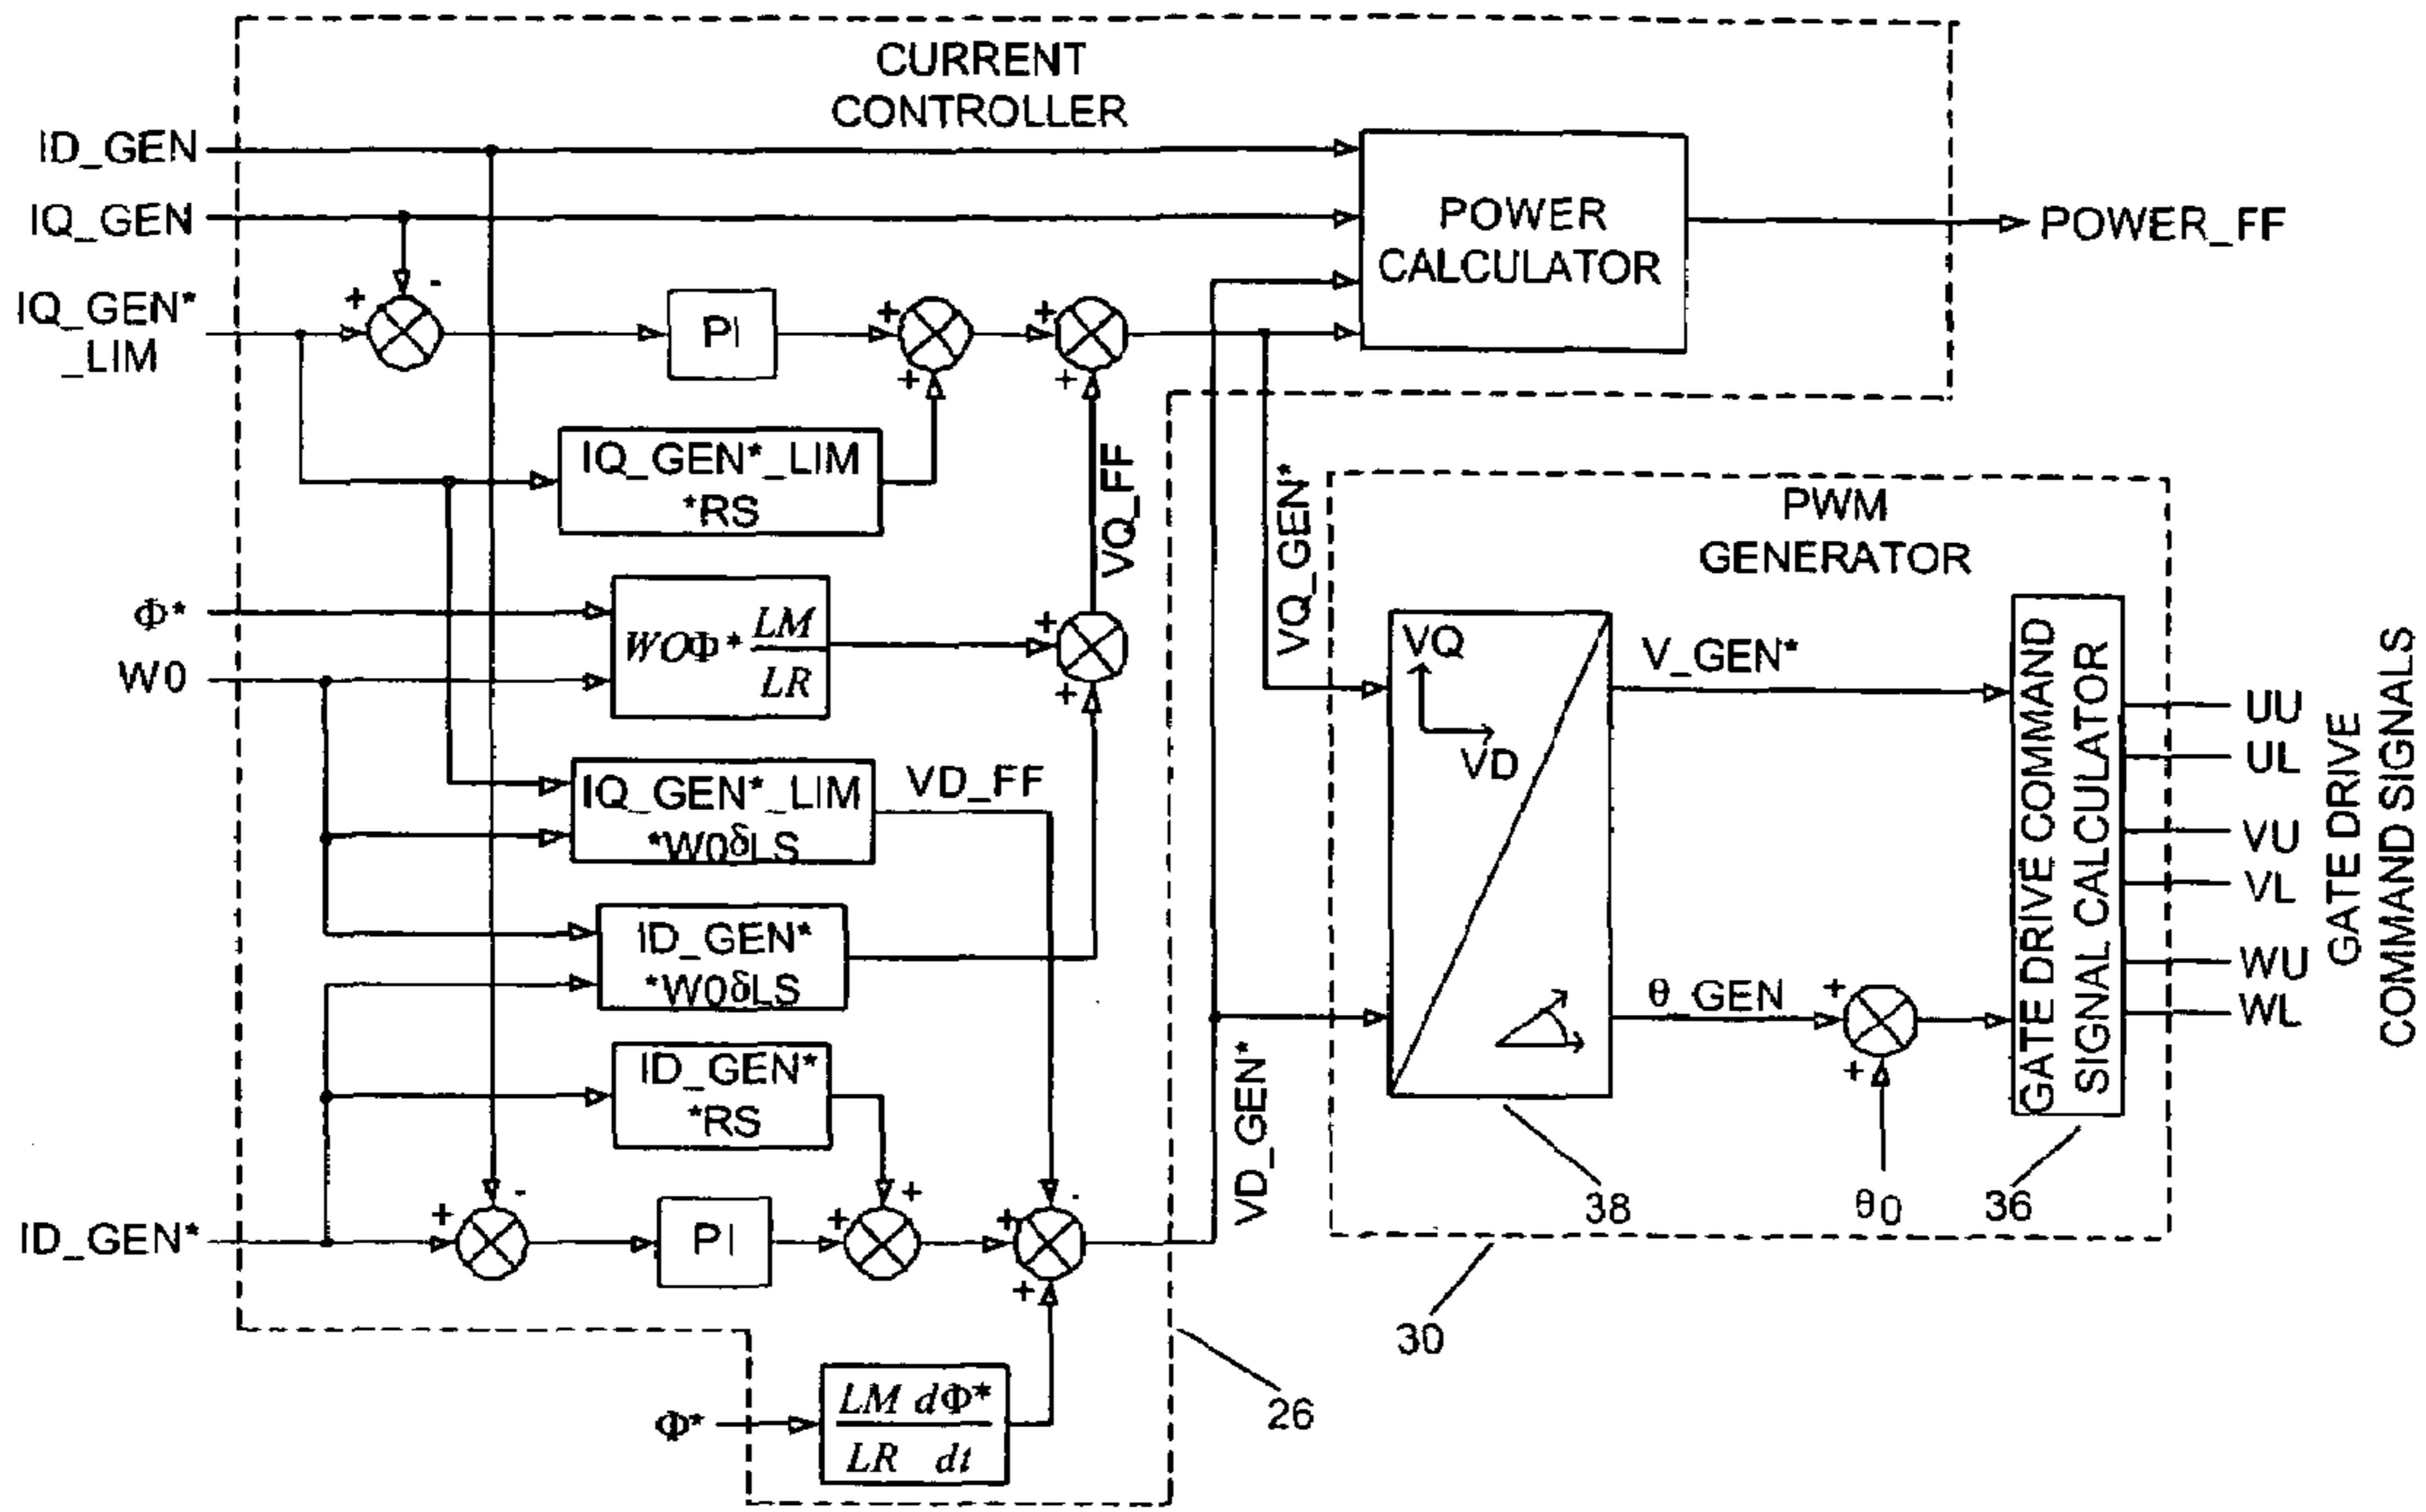 CURRENT
CONTROLLER
ID_GEN
IQ_GEN
IQ_GEN*
_LIM
POWER
CALCULATOR
POWER_FF
+
-
PI
+
+
+
+
IQ_GEN*_LIM
*RS
VQ_FF
VQ_GEN*
Φ*
W0
WOΦ* LM
LR
+
+
IQ_GEN*_LIM
*W0δLS
VD_FF
ID_GEN*
*W0δLS
ID_GEN*
*RS
ID_GEN*
+
-
PI
+
+
+
-
+
VD_GEN*
Φ*
LM dΦ*
LR dt
26
PWM
GENERATOR
VQ
VD
V_GEN*
θ_GEN
+
+
θ0
GATE DRIVE COMMAND
SIGNAL CALCULATOR
38
36
30
UU
UL
VU
VL
WU
WL
GATE DRIVE
COMMAND SIGNALS